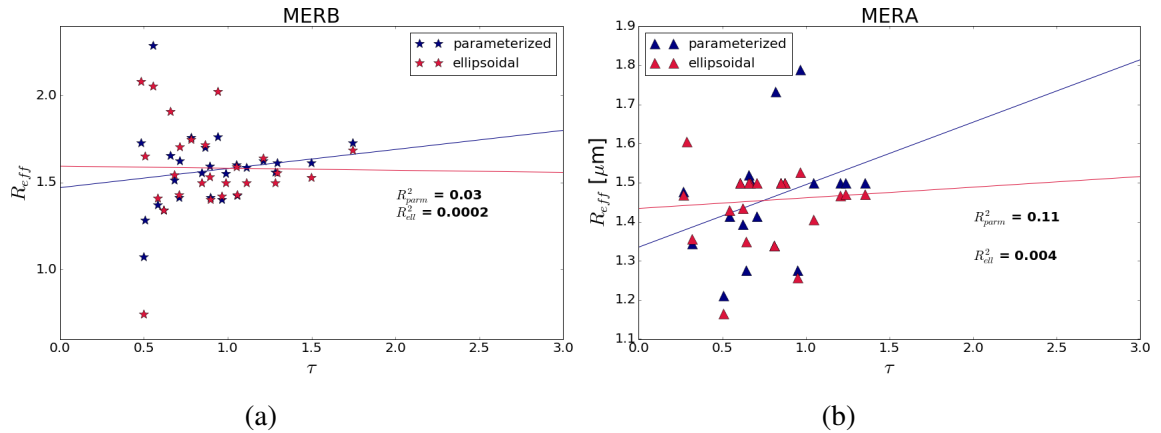 MERB
parameterized
ellipsoidal
R_eff
2.0
1.5
1.0
R²_parm = 0.03
R²_ell = 0.0002
0.0 0.5 1.0 1.5 2.0 2.5 3.0
τ
(a)
MERA
parameterized
ellipsoidal
R_eff [μm]
1.9
1.8
1.7
1.6
1.5
1.4
1.3
1.2
1.1
R²_parm = 0.11
R²_ell = 0.004
0.0 0.5 1.0 1.5 2.0 2.5 3.0
τ
(b)